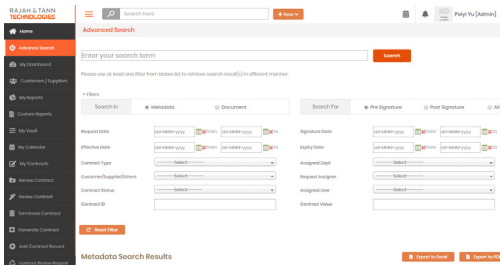 RAJAH & TANN
TECHNOLOGIES
Search here
+ New
Peiyi Yu (Admin)
Home
Advance Search
My Dashboard
Customers / Suppliers
My Reports
Custom Reports
My Vault
My Calendar
My Contracts
Renew Contract
Revise Contract
Terminate Contract
Generate Contract
Add Contract Record
Contract Review Request
Advanced Search
Enter your search term
Search
Please use at least one filter from below list to retrieve search result(s) in efficient manner.
Filters
Search In
Metadata
Document
Search For
Pre Signature
Post Signature
All
Request Date
DD-MMM-yyyy
From
DD-MMM-yyyy
To
Signature Date
DD-MMM-yyyy
From
DD-MMM-yyyy
To
Effective Date
DD-MMM-yyyy
From
DD-MMM-yyyy
To
Expiry Date
DD-MMM-yyyy
From
DD-MMM-yyyy
To
Contract Type
----------Select----------
Assigned Dept
----------Select----------
Customer/Supplier/Others
----------Select----------
Request Assignee
----------Select----------
Contract Status
----------Select----------
Assigned User
----------Select----------
Contract ID
Contract Value
Reset Filter
Metadata Search Results
Export to Excel
Export to PDF